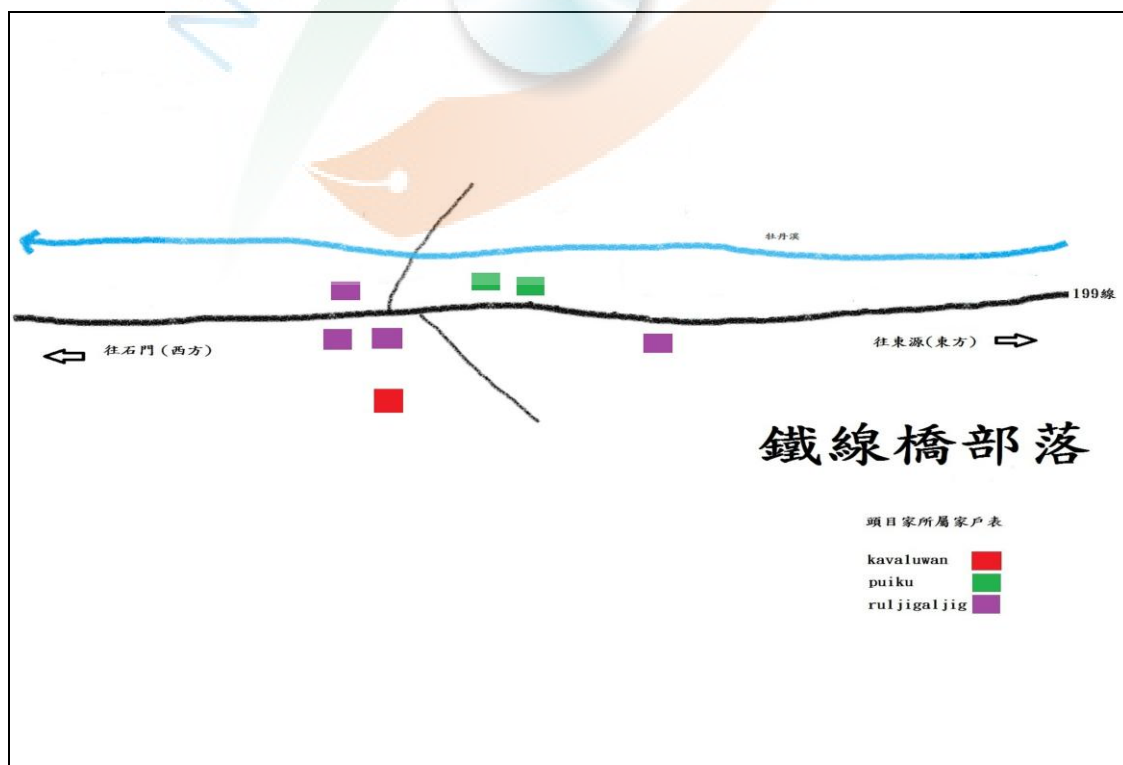 牡丹溪
199線
往石門(西方)
往東源(東方)
鐵線橋部落
頭目家所屬家戶表
kavaluwan
puiku
ruljigaljig